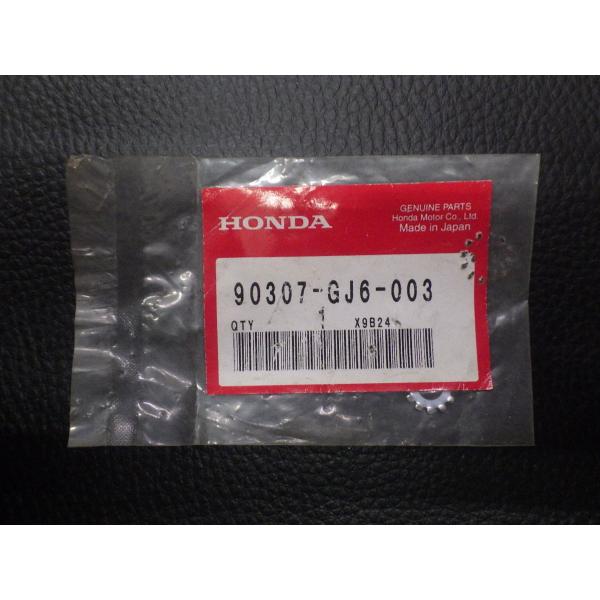 HONDA
GENUINE PARTS
Honda Motor Co., Ltd.
Made in Japan
90307-GJ6-003
QTY 1 X9B24